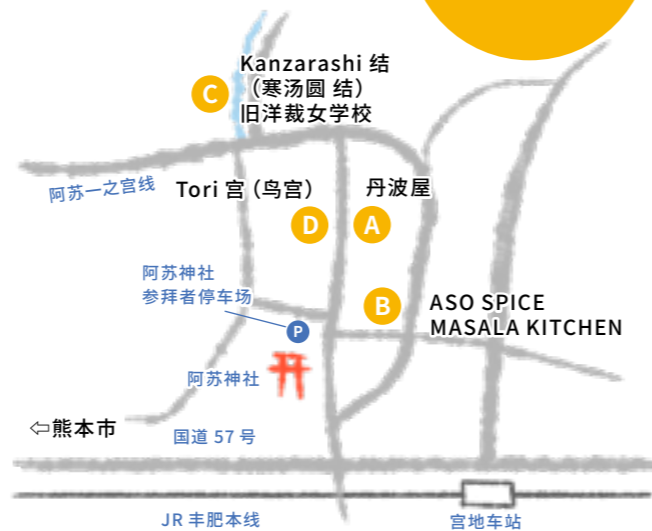 Kanzarashi 结
（寒汤圆 结）
旧洋裁女学校
C
阿苏一之宫线
Tori 宫（鸟宫）
丹波屋
D
A
阿苏神社
参拜者停车场
B
ASO SPICE
MASALA KITCHEN
P
阿苏神社
⇦熊本市
国道 57 号
JR 丰肥本线
宫地车站